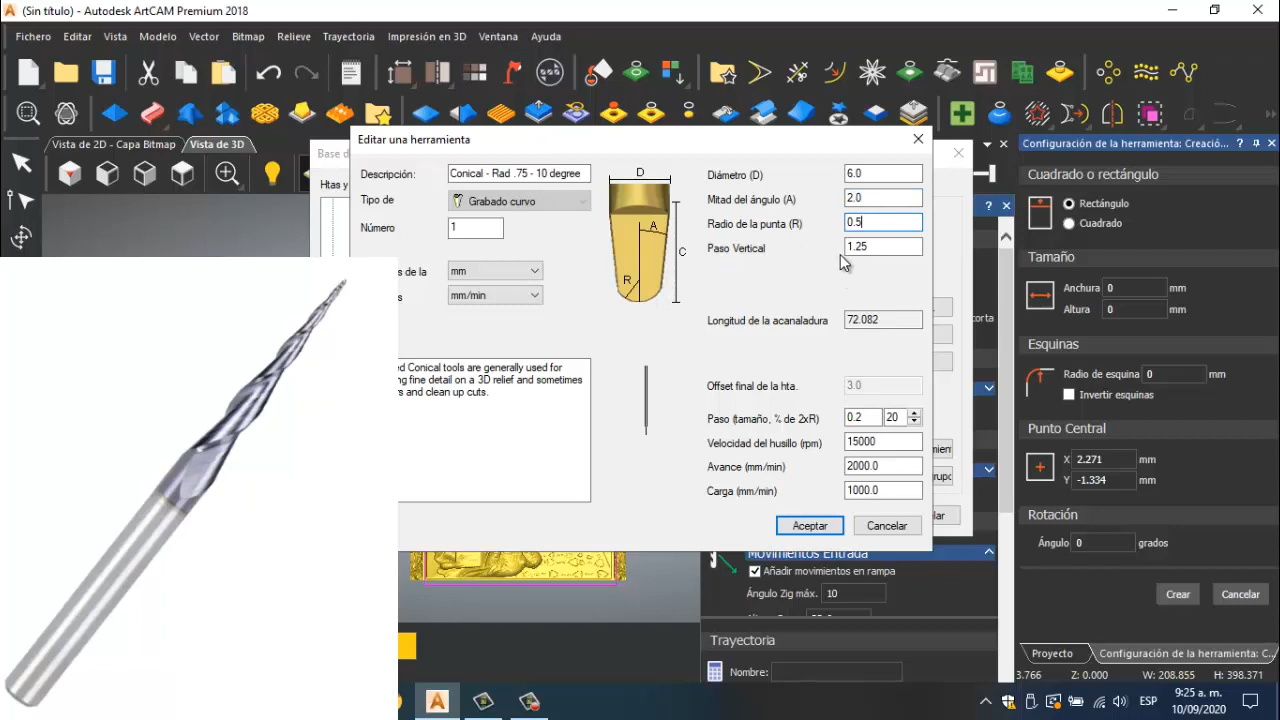 (Sin título) - Autodesk ArtCAM Premium 2018
Fichero Editar Vista Modelo Vector Bitmap Relieve Trayectoria Impresión en 3D Ventana Ayuda
Vista de 2D - Capa Bitmap Vista de 3D
Editar una herramienta
Configuración de la herramienta: Creació...
Base d
Htas y
Descripción: Conical - Rad .75 - 10 degree
Tipo de Grabado curvo
Número 1
s de la mm
s mm/min
ed Conical tools are generally used for
ng fine detail on a 3D relief and sometimes
rs and clean up cuts.
D
A
C
R
Diámetro (D) 6.0
Mitad del ángulo (A) 2.0
Radio de la punta (R) 0.5
Paso Vertical 1.25
Longitud de la acanaladura 72.082
Offset final de la hta. 3.0
Paso (tamaño, % de 2xR) 0.2 20
Velocidad del husillo (rpm) 15000
Avance (mm/min) 2000.0
Carga (mm/min) 1000.0
Aceptar Cancelar
corta
mient
grupo
lar
Movimientos Entrada
Añadir movimientos en rampa
Ángulo Zig máx. 10
Trayectoria
Nombre:
Cuadrado o rectángulo
Rectángulo
Cuadrado
Tamaño
Anchura 0 mm
Altura 0 mm
Esquinas
Radio de esquina 0 mm
Invertir esquinas
Punto Central
X 2.271 mm
Y -1.334 mm
Rotación
Ángulo 0 grados
Crear Cancelar
Proyecto Configuración de la herramienta: C...
3.766 Z: 0.000 W: 208.855 H: 398.371
ESP
9:25 a. m.
10/09/2020